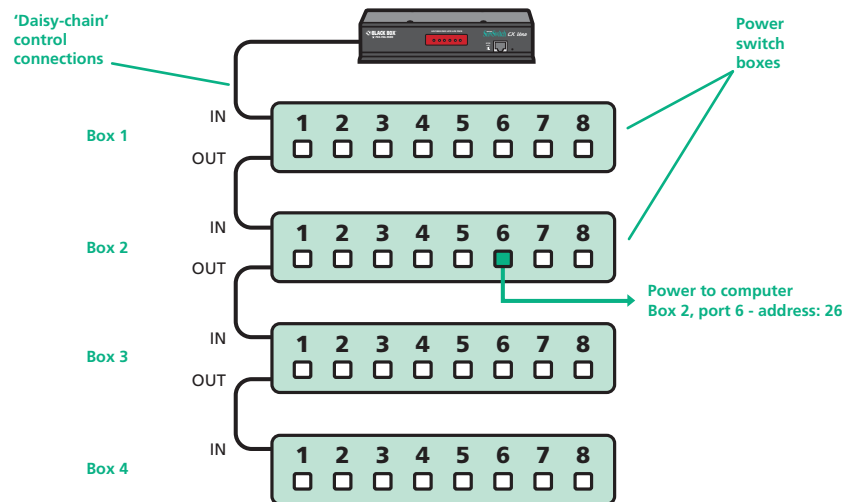 'Daisy-chain'
control
connections
BLACK BOX
CX Uno
Power
switch
boxes
IN
Box 1
1 2 3 4 5 6 7 8
OUT
IN
Box 2
1 2 3 4 5 6 7 8
OUT
Power to computer
Box 2, port 6 - address: 26
IN
Box 3
1 2 3 4 5 6 7 8
OUT
IN
Box 4
1 2 3 4 5 6 7 8